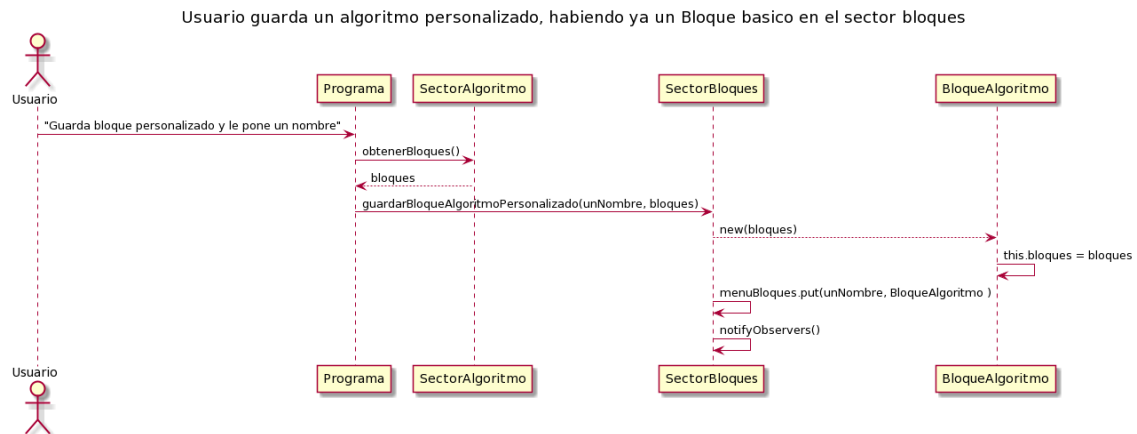 Usuario guarda un algoritmo personalizado, habiendo ya un Bloque basico en el sector bloques
Usuario
Programa
SectorAlgoritmo
SectorBloques
BloqueAlgoritmo
"Guarda bloque personalizado y le pone un nombre"
obtenerBloques()
bloques
guardarBloqueAlgoritmoPersonalizado(unNombre, bloques)
new(bloques)
this.bloques = bloques
menuBloques.put(unNombre, BloqueAlgoritmo )
notifyObservers()
Usuario
Programa
SectorAlgoritmo
SectorBloques
BloqueAlgoritmo